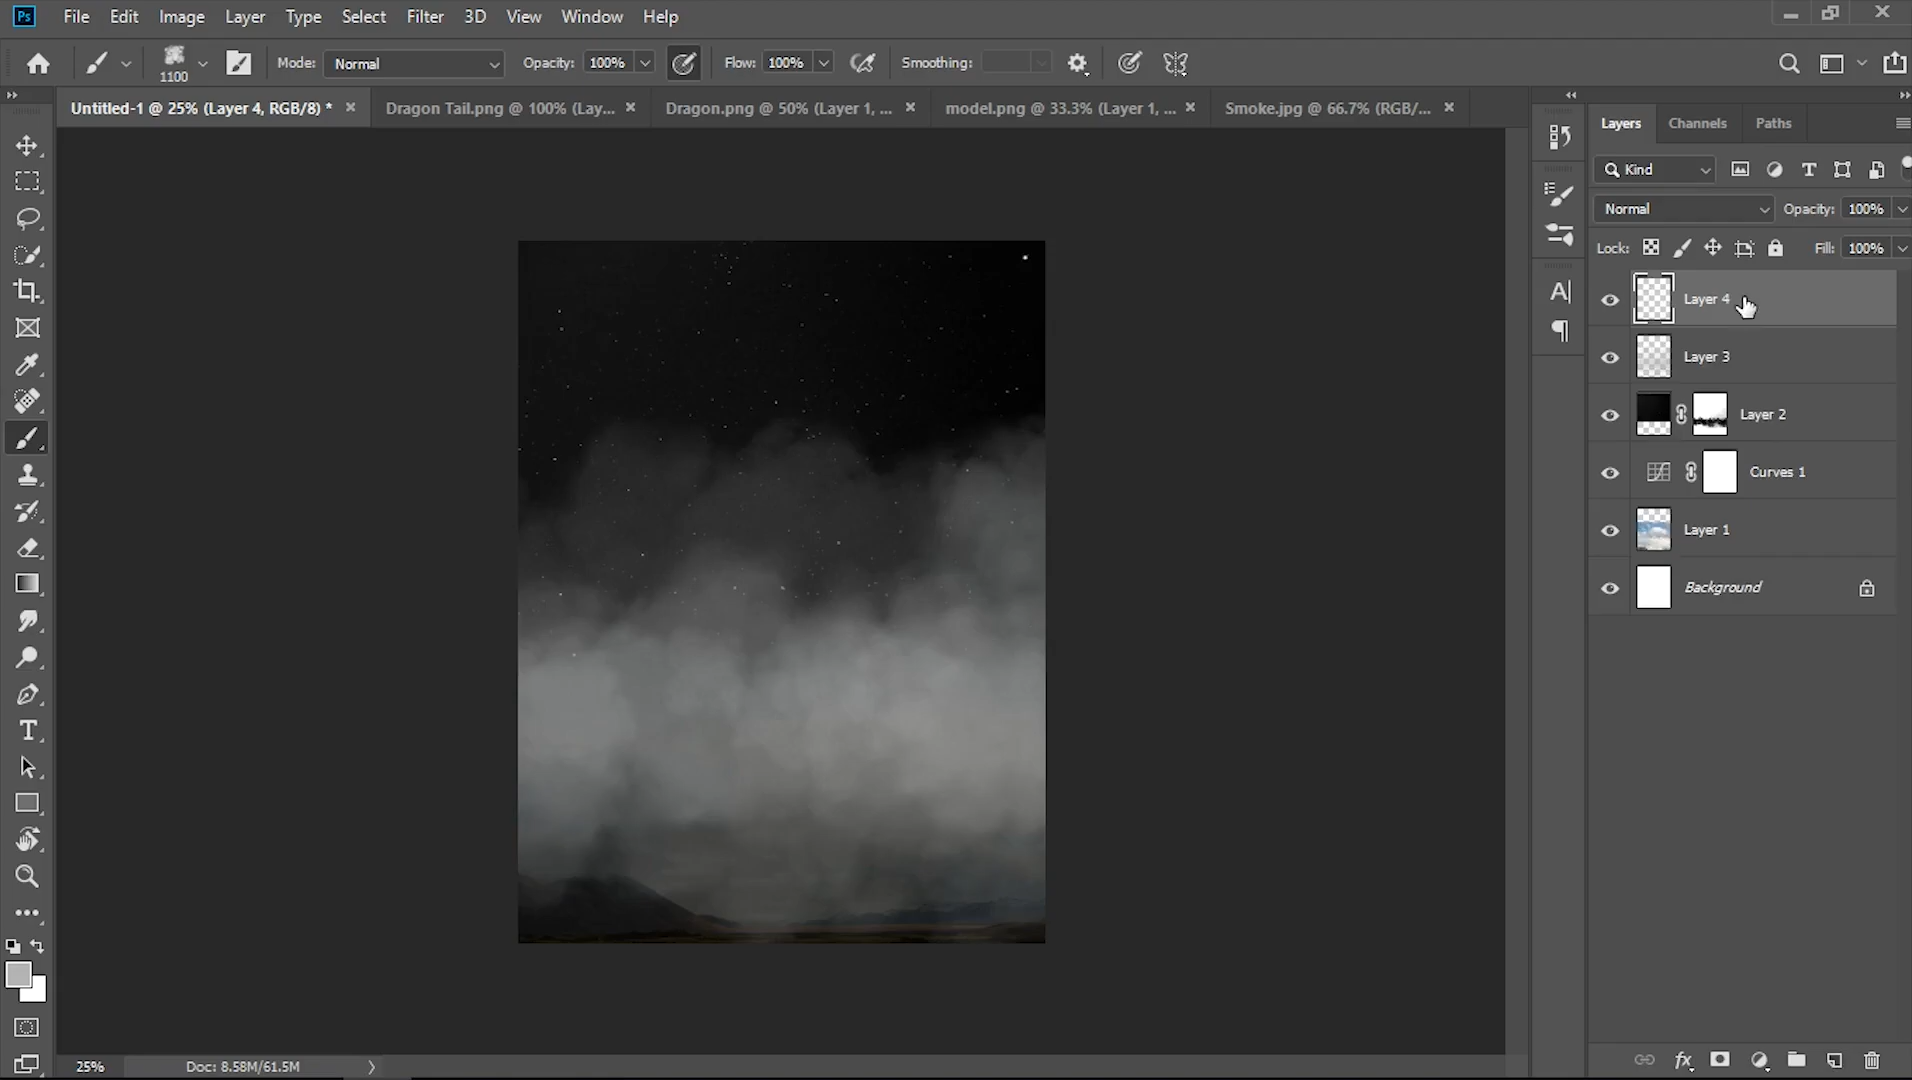 Ps File Edit Image Layer Type Select Filter 3D View Window Help
1100 Mode: Normal Opacity: 100% Flow: 100% Smoothing:
Untitled-1 @ 25% (Layer 4, RGB/8) * Dragon Tail.png @ 100% (Lay... Dragon.png @ 50% (Layer 1, ... model.png @ 33.3% (Layer 1, ... Smoke.jpg @ 66.7% (RGB/...
Layers Channels Paths
Kind
Normal Opacity: 100%
Lock: Fill: 100%
Layer 4
Layer 3
Layer 2
Curves 1
Layer 1
Background
25% Doc: 8.58M/61.5M